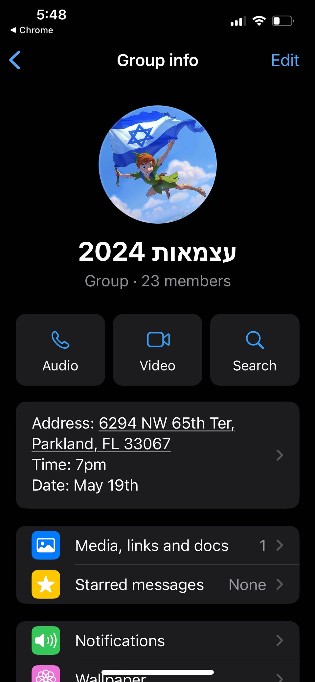 5:48
◀ Chrome
Group info
Edit
עצמאות 2024
Group · 23 members
Audio
Video
Search
Address: 6294 NW 65th Ter,
Parkland, FL 33067
Time: 7pm
Date: May 19th
Media, links and docs 1
Starred messages None
Notifications
Wallpaper